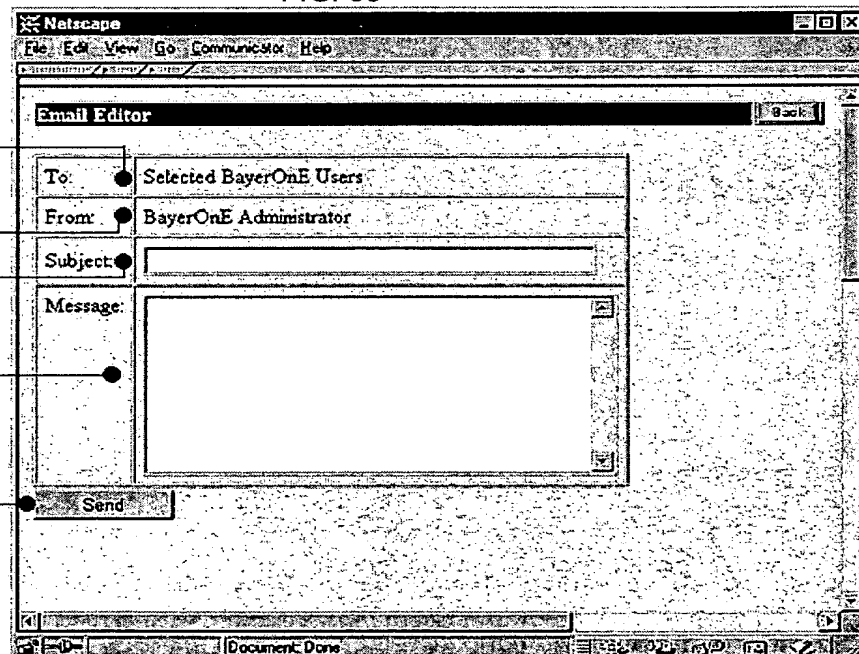 Netscape
File Edit View Go Communicator Help
Email Editor
Back
To: Selected BayerOnE Users
From: BayerOnE Administrator
Subject:
Message:
Send
Document: Done